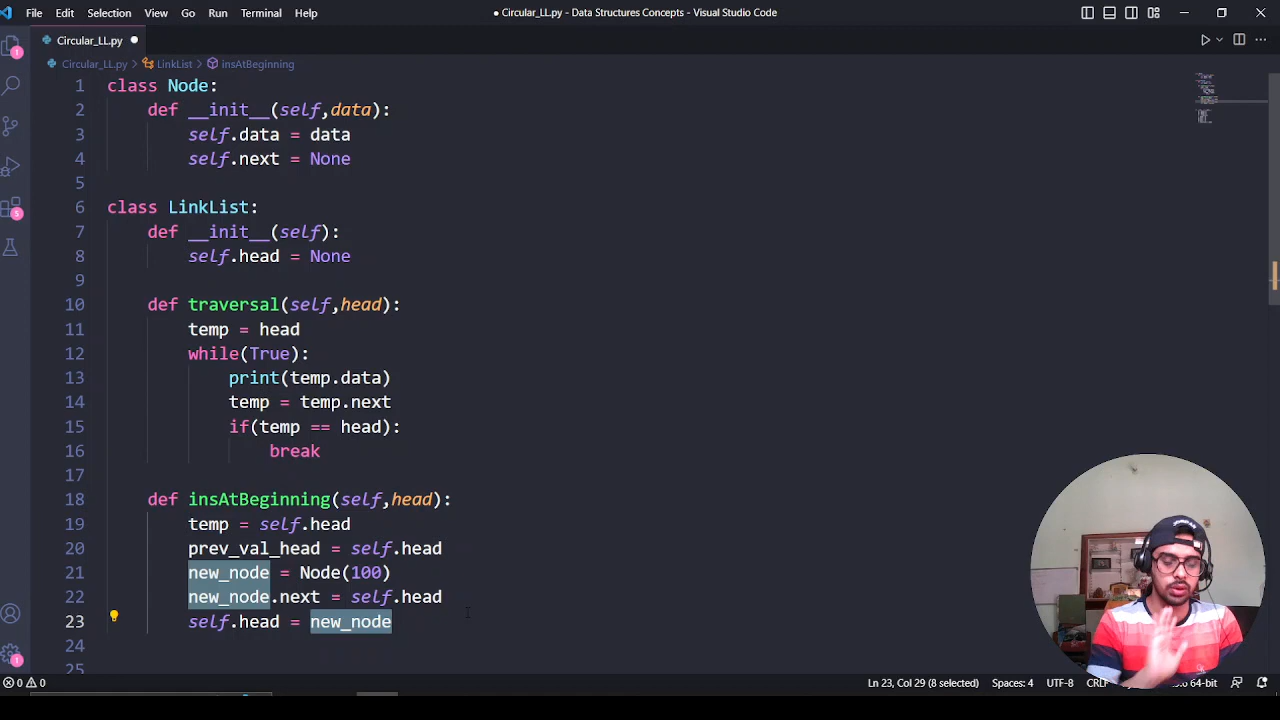 File Edit Selection View Go Run Terminal Help
● Circular_LL.py - Data Structures Concepts - Visual Studio Code
Circular_LL.py ●
Circular_LL.py > LinkList > insAtBeginning
1 class Node:
2 def __init__(self,data):
3 self.data = data
4 self.next = None
5
6 class LinkList:
7 def __init__(self):
8 self.head = None
9
10 def traversal(self,head):
11 temp = head
12 while(True):
13 print(temp.data)
14 temp = temp.next
15 if(temp == head):
16 break
17
18 def insAtBeginning(self,head):
19 temp = self.head
20 prev_val_head = self.head
21 new_node = Node(100)
22 new_node.next = self.head
23 self.head = new_node
24
25
1
5
1
0 0
Ln 23, Col 29 (8 selected) Spaces: 4 UTF-8 CRLF 64-bit